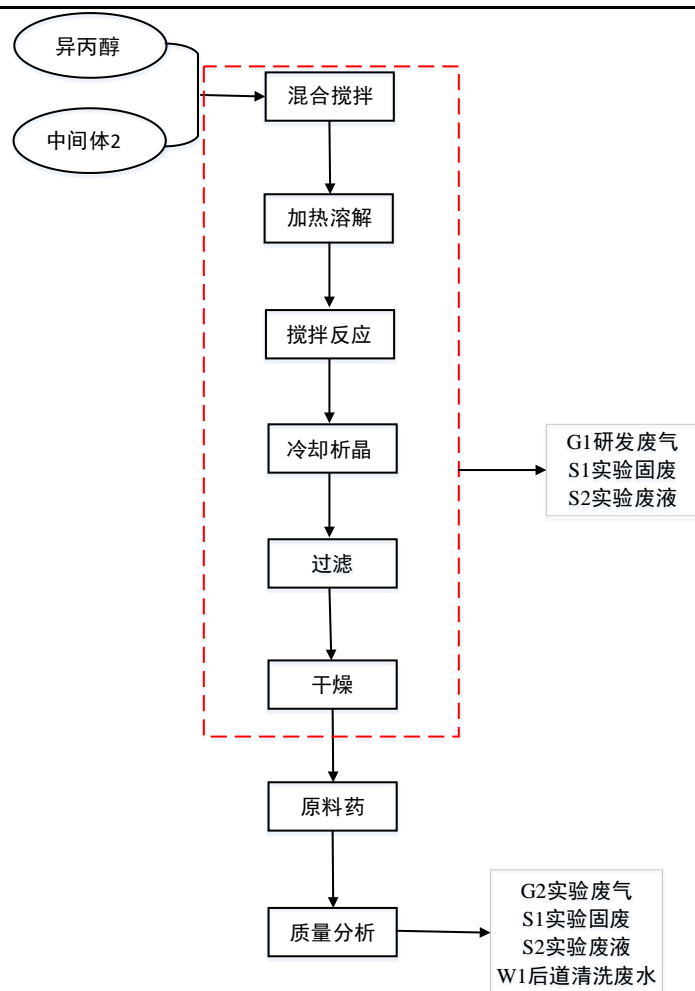 异丙醇
中间体2
混合搅拌
加热溶解
搅拌反应
冷却析晶
G1研发废气
S1实验固废
S2实验废液
过滤
干燥
原料药
质量分析
G2实验废气
S1实验固废
S2实验废液
W1后道清洗废水